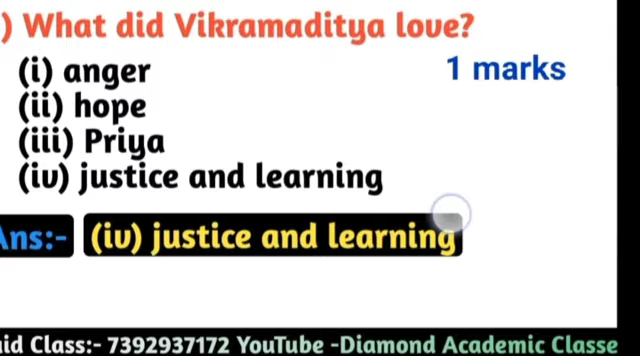 ) What did Vikramaditya love?
(i) anger 1 marks
(ii) hope
(iii) Priya
(iv) justice and learning
Ans:- (iv) justice and learning
aid Class:- 7392937172 YouTube -Diamond Academic Classe